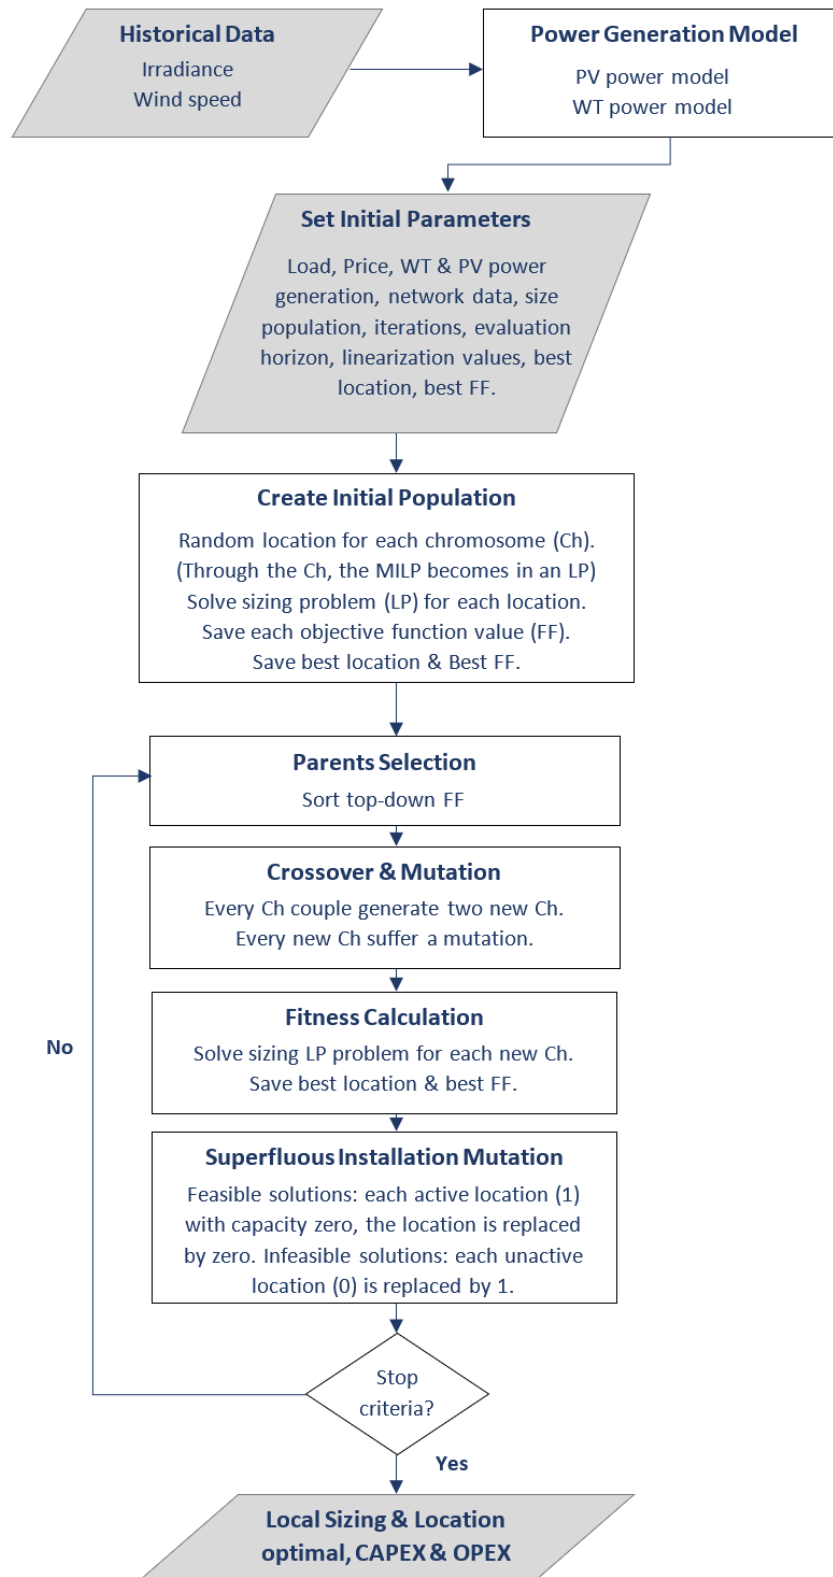 Historical Data
Irradiance
Wind speed
Power Generation Model
PV power model
WT power model
Set Initial Parameters
Load, Price, WT & PV power
generation, network data, size
population, iterations, evaluation
horizon, linearization values, best
location, best FF.
Create Initial Population
Random location for each chromosome (Ch).
(Through the Ch, the MILP becomes in an LP)
Solve sizing problem (LP) for each location.
Save each objective function value (FF).
Save best location & Best FF.
Parents Selection
Sort top-down FF
Crossover & Mutation
Every Ch couple generate two new Ch.
Every new Ch suffer a mutation.
Fitness Calculation
Solve sizing LP problem for each new Ch.
Save best location & best FF.
No
Superfluous Installation Mutation
Feasible solutions: each active location (1)
with capacity zero, the location is replaced
by zero. Infeasible solutions: each unactive
location (0) is replaced by 1.
Stop
criteria?
Yes
Local Sizing & Location
optimal, CAPEX & OPEX